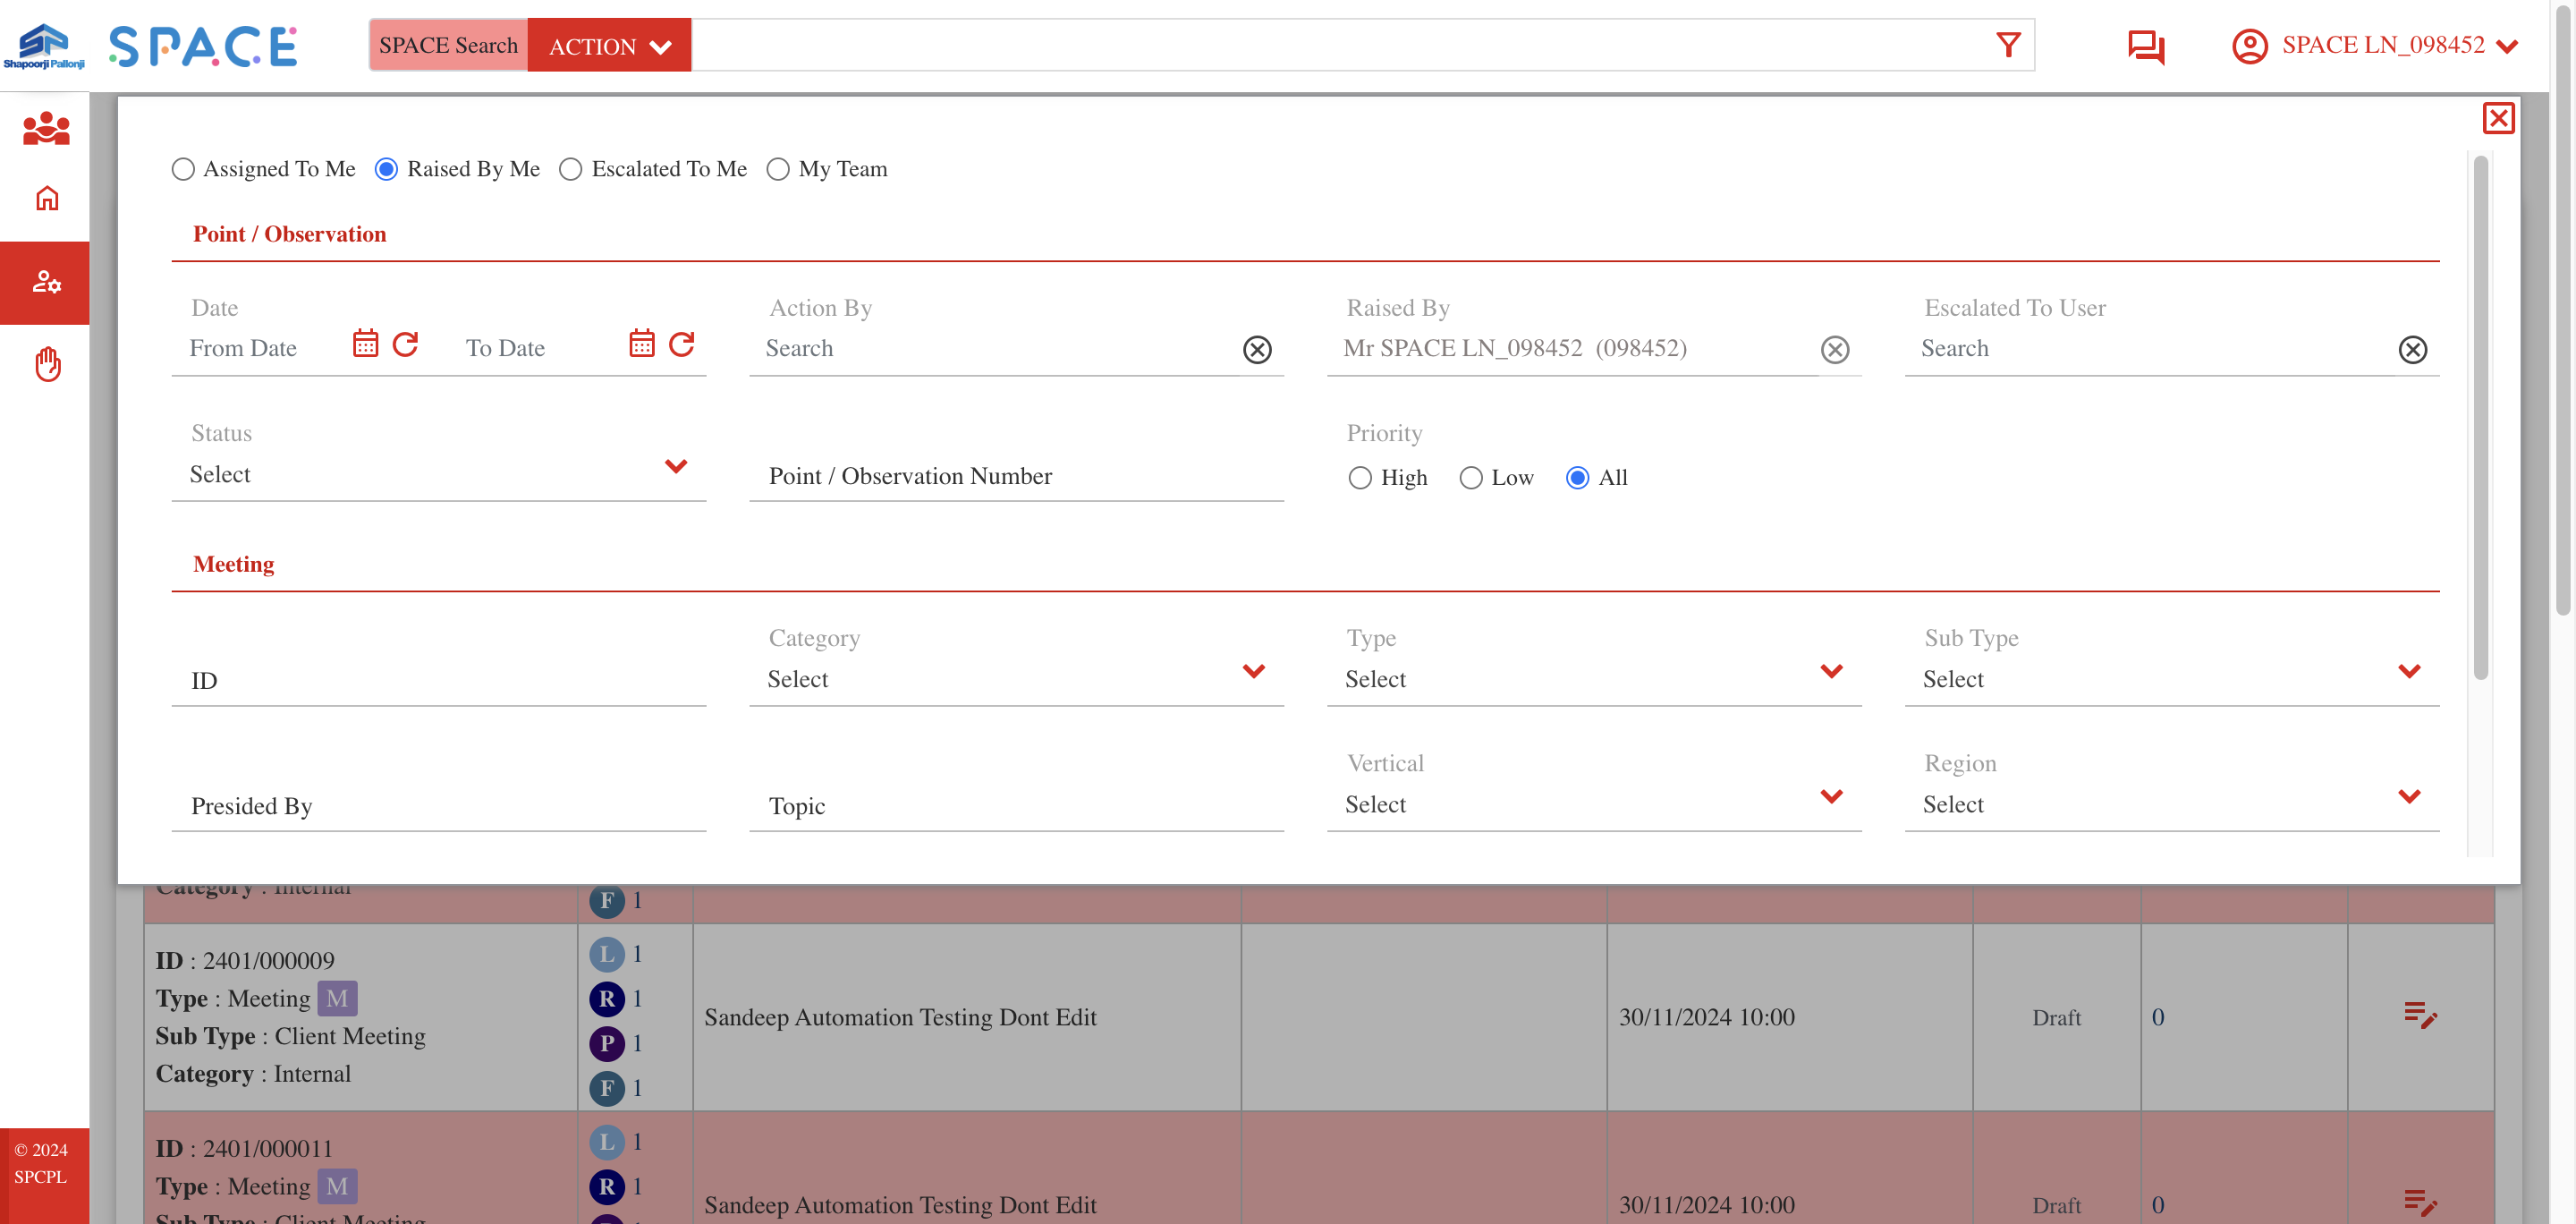 Shapoorji Pallonji
SPACE
SPACE Search ACTION
SPACE LN_098452
Assigned To Me Raised By Me Escalated To Me My Team
Point / Observation
Date Action By Raised By Escalated To User
From Date To Date Search Mr SPACE LN_098452 (098452) Search
Status Priority
Select Point / Observation Number High Low All
Meeting
Category Type Sub Type
ID Select Select Select
Vertical Region
Presided By Topic Select Select
Category : Internal
F 1
ID : 2401/000009
Type : Meeting M
Sub Type : Client Meeting
Category : Internal
L 1
R 1
P 1
F 1
Sandeep Automation Testing Dont Edit 30/11/2024 10:00 Draft 0
ID : 2401/000011
Type : Meeting M
Sub Type : Client Meeting
L 1
R 1
Sandeep Automation Testing Dont Edit 30/11/2024 10:00 Draft 0
© 2024
SPCPL